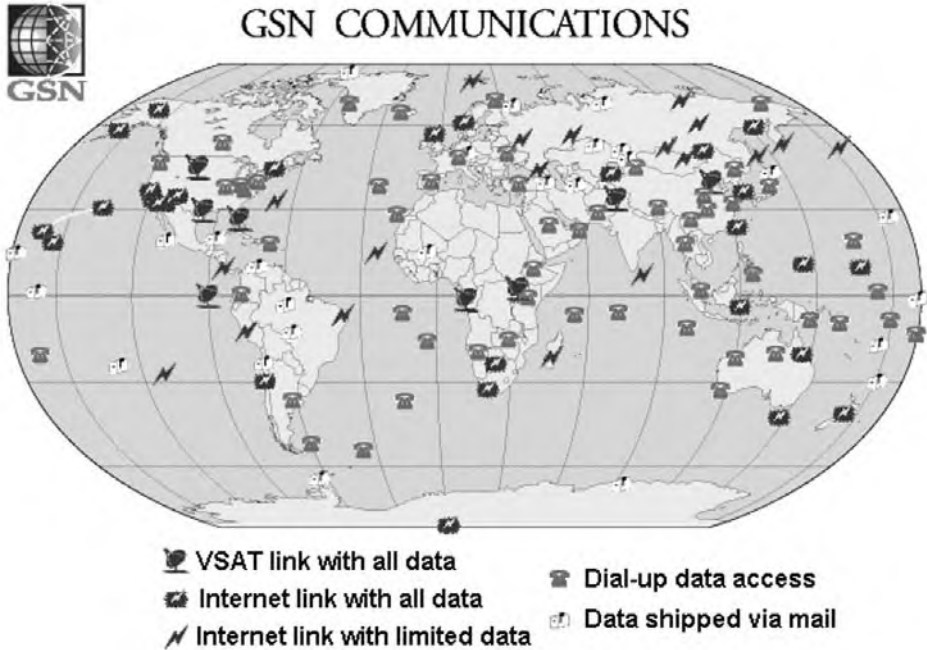 GSN COMMUNICATIONS
GSN
VSAT link with all data
Internet link with all data
Internet link with limited data
Dial-up data access
Data shipped via mail